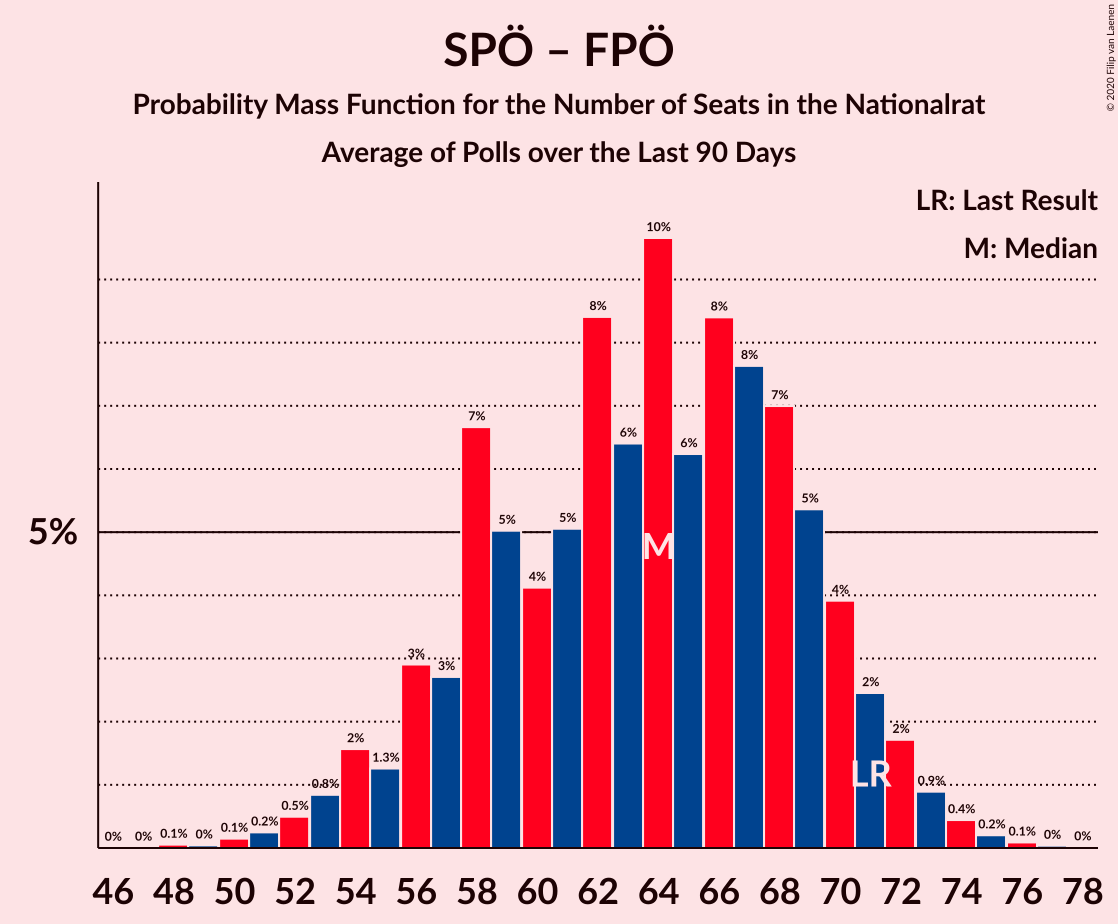 SPÖ – FPÖ
Probability Mass Function for the Number of Seats in the Nationalrat
Average of Polls over the Last 90 Days
© 2020 Filip van Laenen
LR: Last Result
M: Median
5%
0% 0% 0.1% 0% 0.1% 0.2% 0.5% 0.8% 2% 1.3% 3% 3% 7% 5% 4% 5% 8% 6% 10% 6% 8% 8% 7% 5% 4% 2% 2% 0.9% 0.4% 0.2% 0.1% 0% 0%
M
LR
46 48 50 52 54 56 58 60 62 64 66 68 70 72 74 76 78